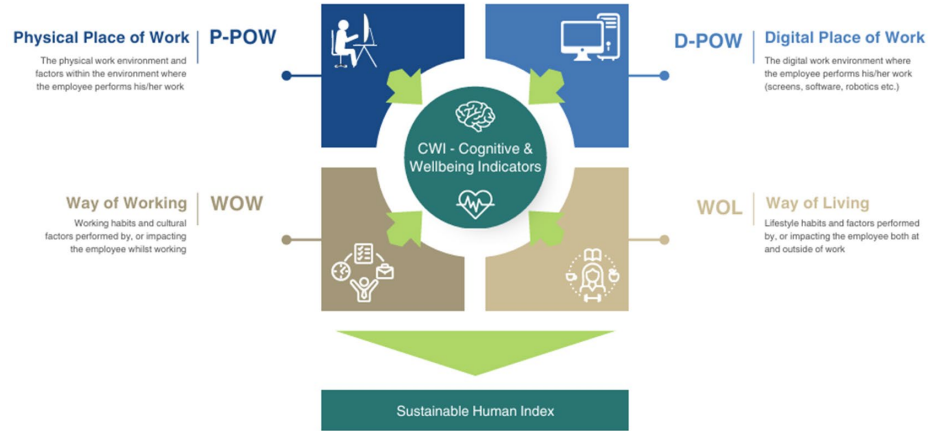 Physical Place of Work
P-POW
The physical work environment and
factors within the environment where
the employee performs his/her work
D-POW
Digital Place of Work
The digital work environment where
the employee performs his/her work
(screens, software, robotics etc.)
CWI - Cognitive &
Wellbeing Indicators
Way of Working
WOW
Working habits and cultural
factors performed by, or impacting
the employee whilst working
WOL
Way of Living
Lifestyle habits and factors performed
by, or impacting the employee both at
and outside of work
Sustainable Human Index